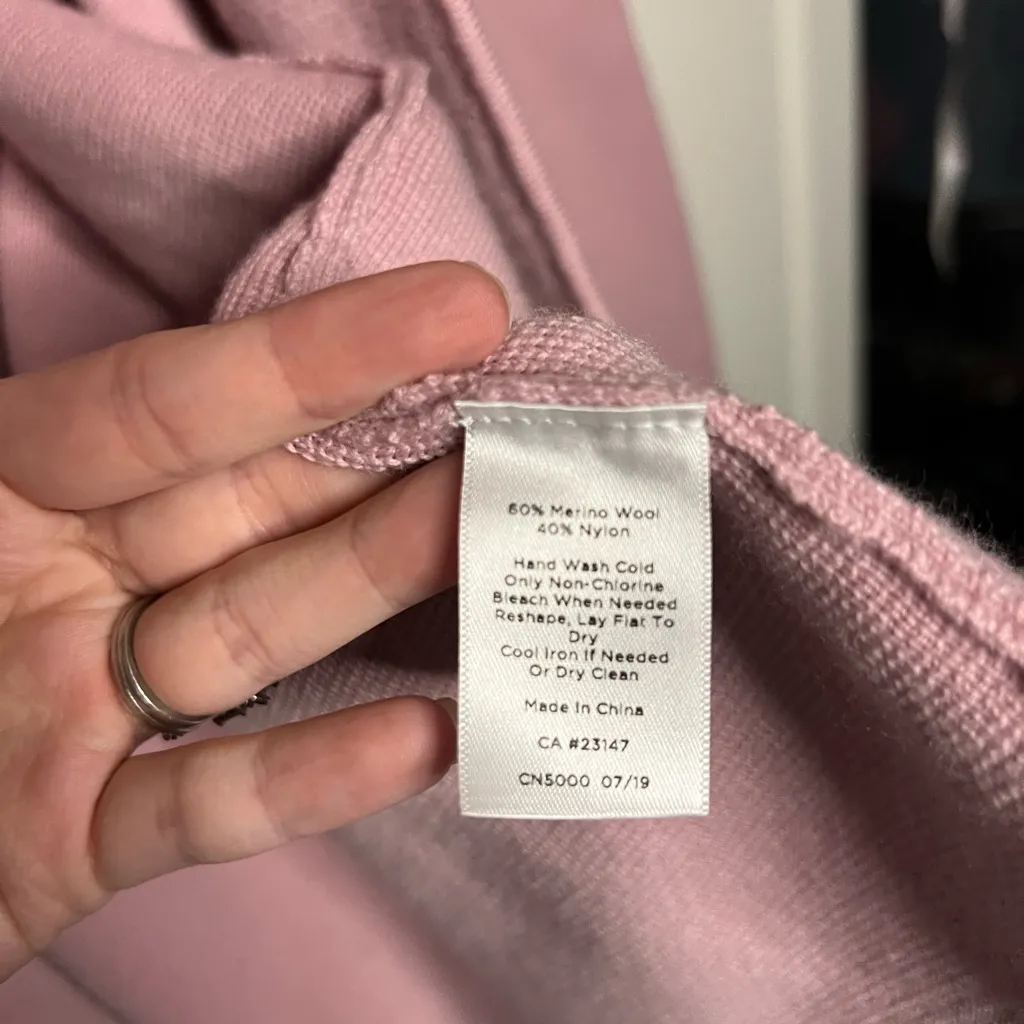 60% Merino Wool
40% Nylon
Hand Wash Cold
Only Non-Chlorine
Bleach When Needed
Reshape, Lay Flat To
Dry
Cool Iron If Needed
Or Dry Clean
Made In China
CA #23147
CN5000 07/19